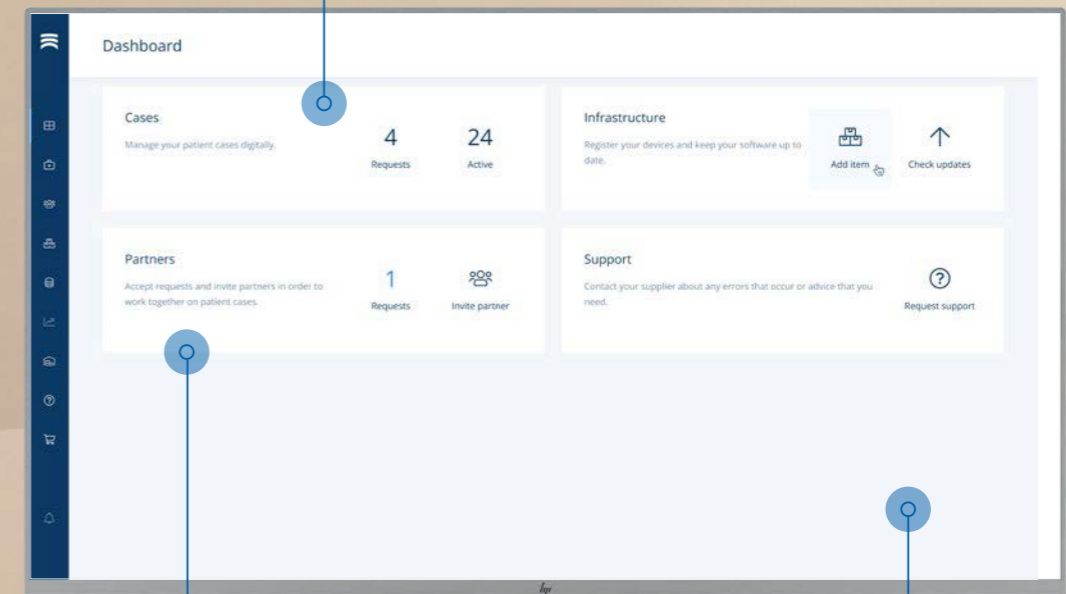 Dashboard
Cases
Manage your patient cases digitally.
4
Requests
24
Active
Infrastructure
Register your devices and keep your software up to
date.
Add item
Check updates
Partners
Accept requests and invite partners in order to
work together on patient cases.
1
Requests
Invite partner
Support
Contact your supplier about any errors that occur or advice that you
need.
Request support
hp